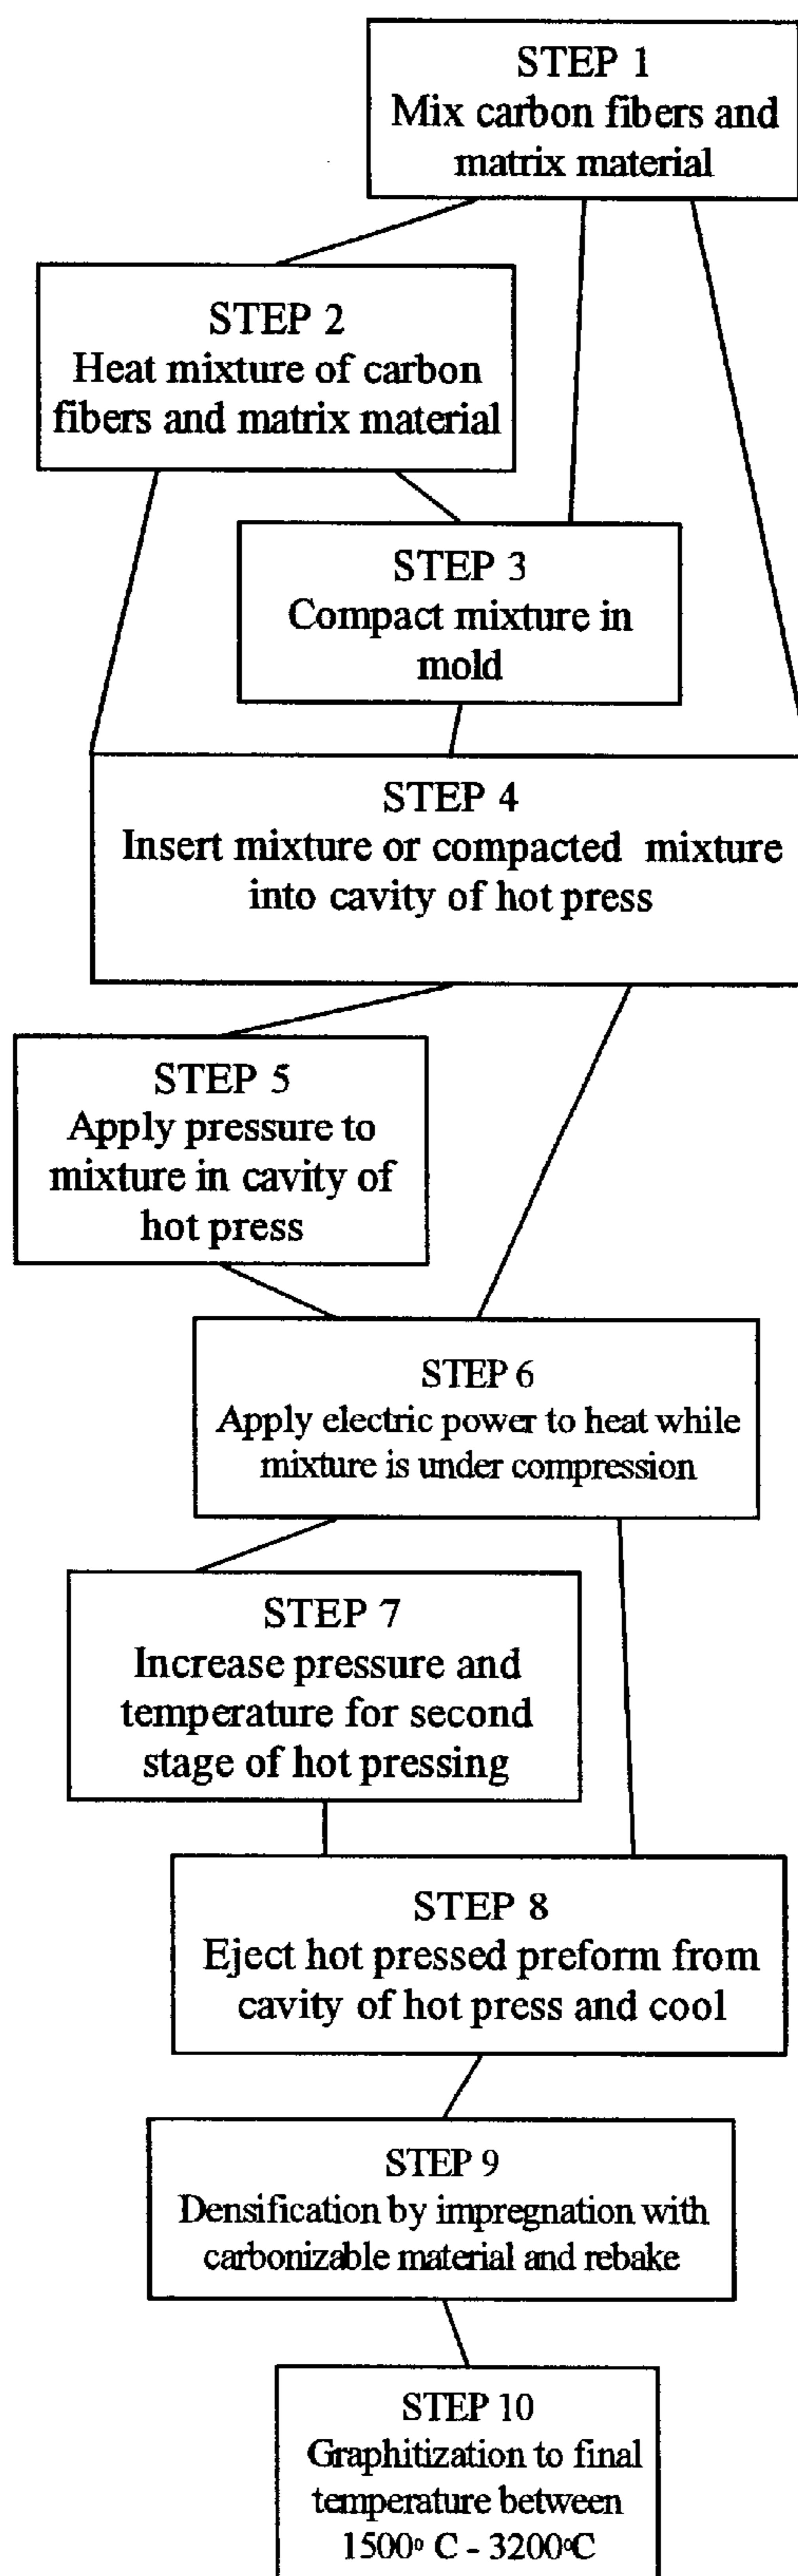 STEP 1
Mix carbon fibers and
matrix material
STEP 2
Heat mixture of carbon
fibers and matrix material
STEP 3
Compact mixture in
mold
STEP 4
Insert mixture or compacted mixture
into cavity of hot press
STEP 5
Apply pressure to
mixture in cavity of
hot press
STEP 6
Apply electric power to heat while
mixture is under compression
STEP 7
Increase pressure and
temperature for second
stage of hot pressing
STEP 8
Eject hot pressed preform from
cavity of hot press and cool
STEP 9
Densification by impregnation with
carbonizable material and rebake
STEP 10
Graphitization to final
temperature between
1500° C - 3200°C